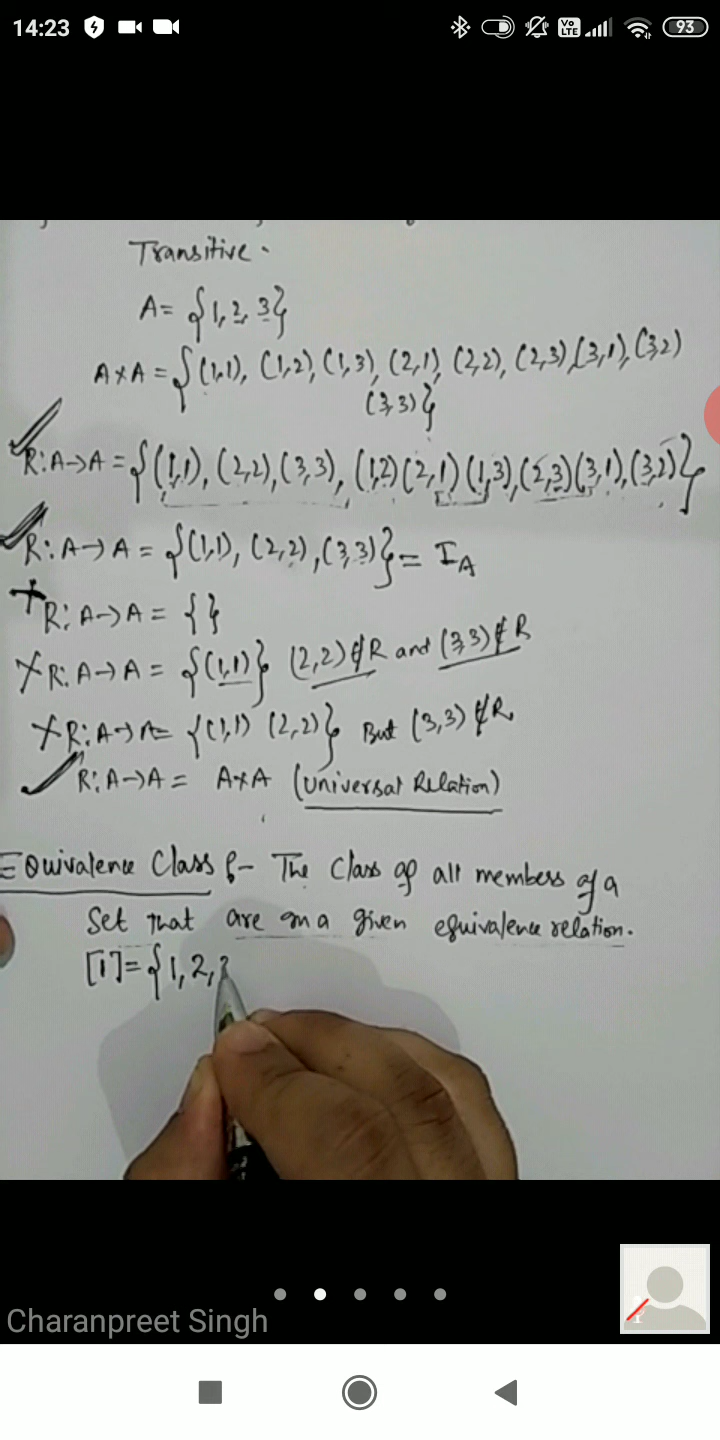 14:23
Vo LTE 93
Transitive.
A = {1, 2, 3}
A×A = {(1,1), (1,2), (1,3), (2,1), (2,2), (2,3), (3,1), (3,2)
(3,3)}
R:A→A = {(1,1), (2,2), (3,3), (1,2) (2,1) (1,3), (2,3) (3,1), (3,2)}
R: A→A = {(1,1), (2,2), (3,3)} = I_A
R: A→A = { }
R: A→A = {(1,1)} (2,2)∉R and (3,3)∉R
R: A→A = {(1,1) (2,2)} But (3,3)∉R
R: A→A = A×A (Universal Relation)
Equivalence Class :- The Class of all members of a
Set that are in a given equivalence relation.
[1] = {1, 2, 3
Charanpreet Singh